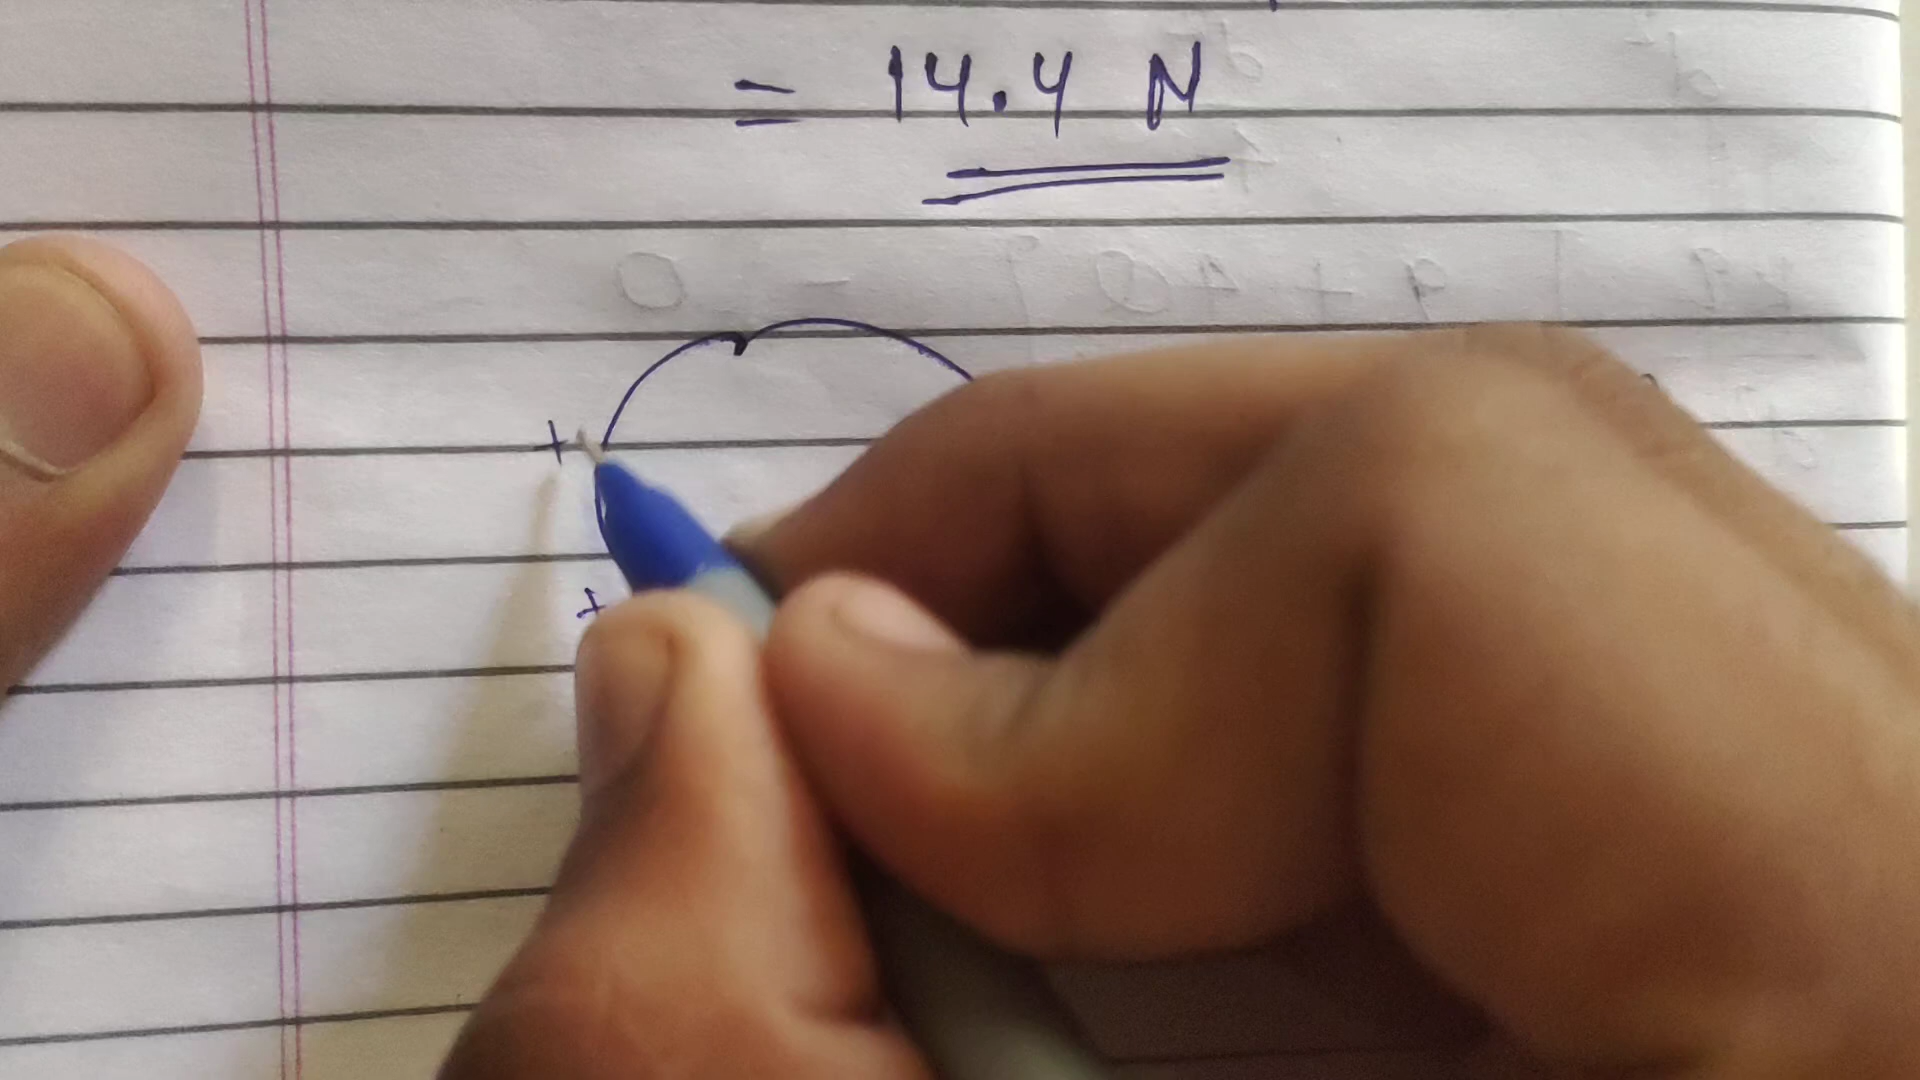 = 14.4 N
+
+